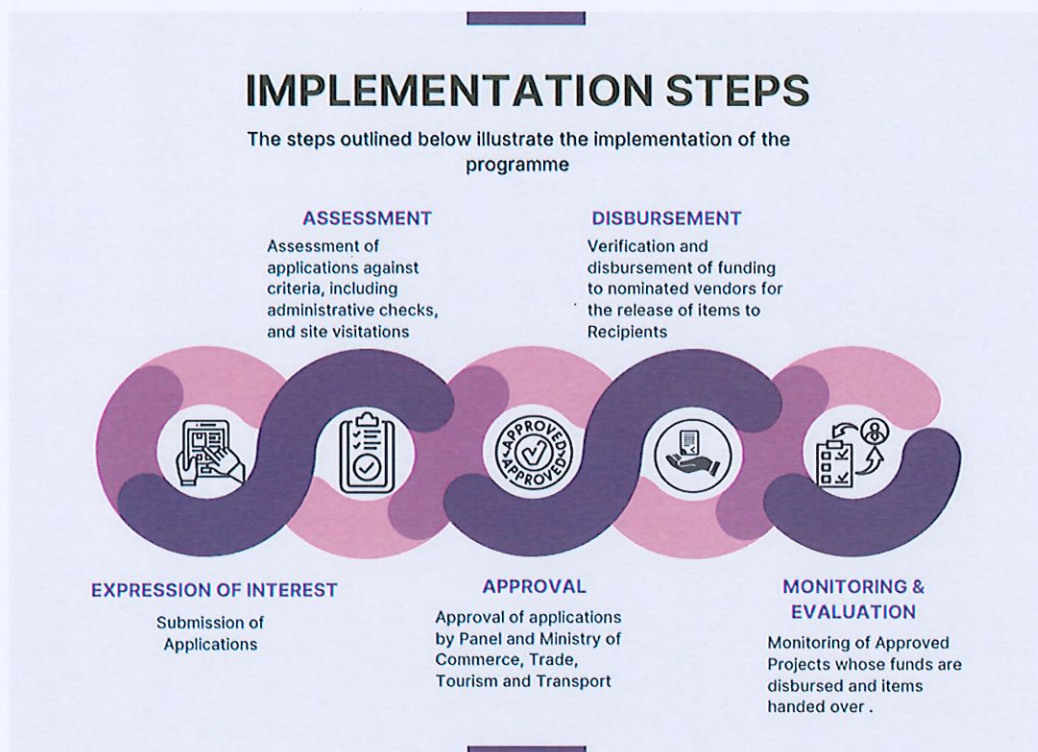 IMPLEMENTATION STEPS
The steps outlined below illustrate the implementation of the
programme
ASSESSMENT
Assessment of
applications against
criteria, including
administrative checks,
and site visitations
DISBURSEMENT
Verification and
disbursement of funding
to nominated vendors for
the release of items to
Recipients
APPROVED
APPROVED
EXPRESSION OF INTEREST
Submission of
Applications
APPROVAL
Approval of applications
by Panel and Ministry of
Commerce, Trade,
Tourism and Transport
MONITORING &
EVALUATION
Monitoring of Approved
Projects whose funds are
disbursed and items
handed over .